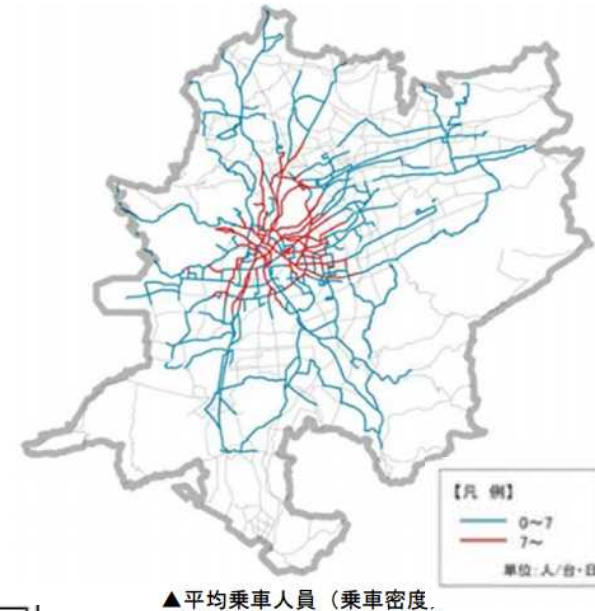 【凡 例】
0～7
7～
単位：人/台・日
▲平均乗車人員（乗車密度